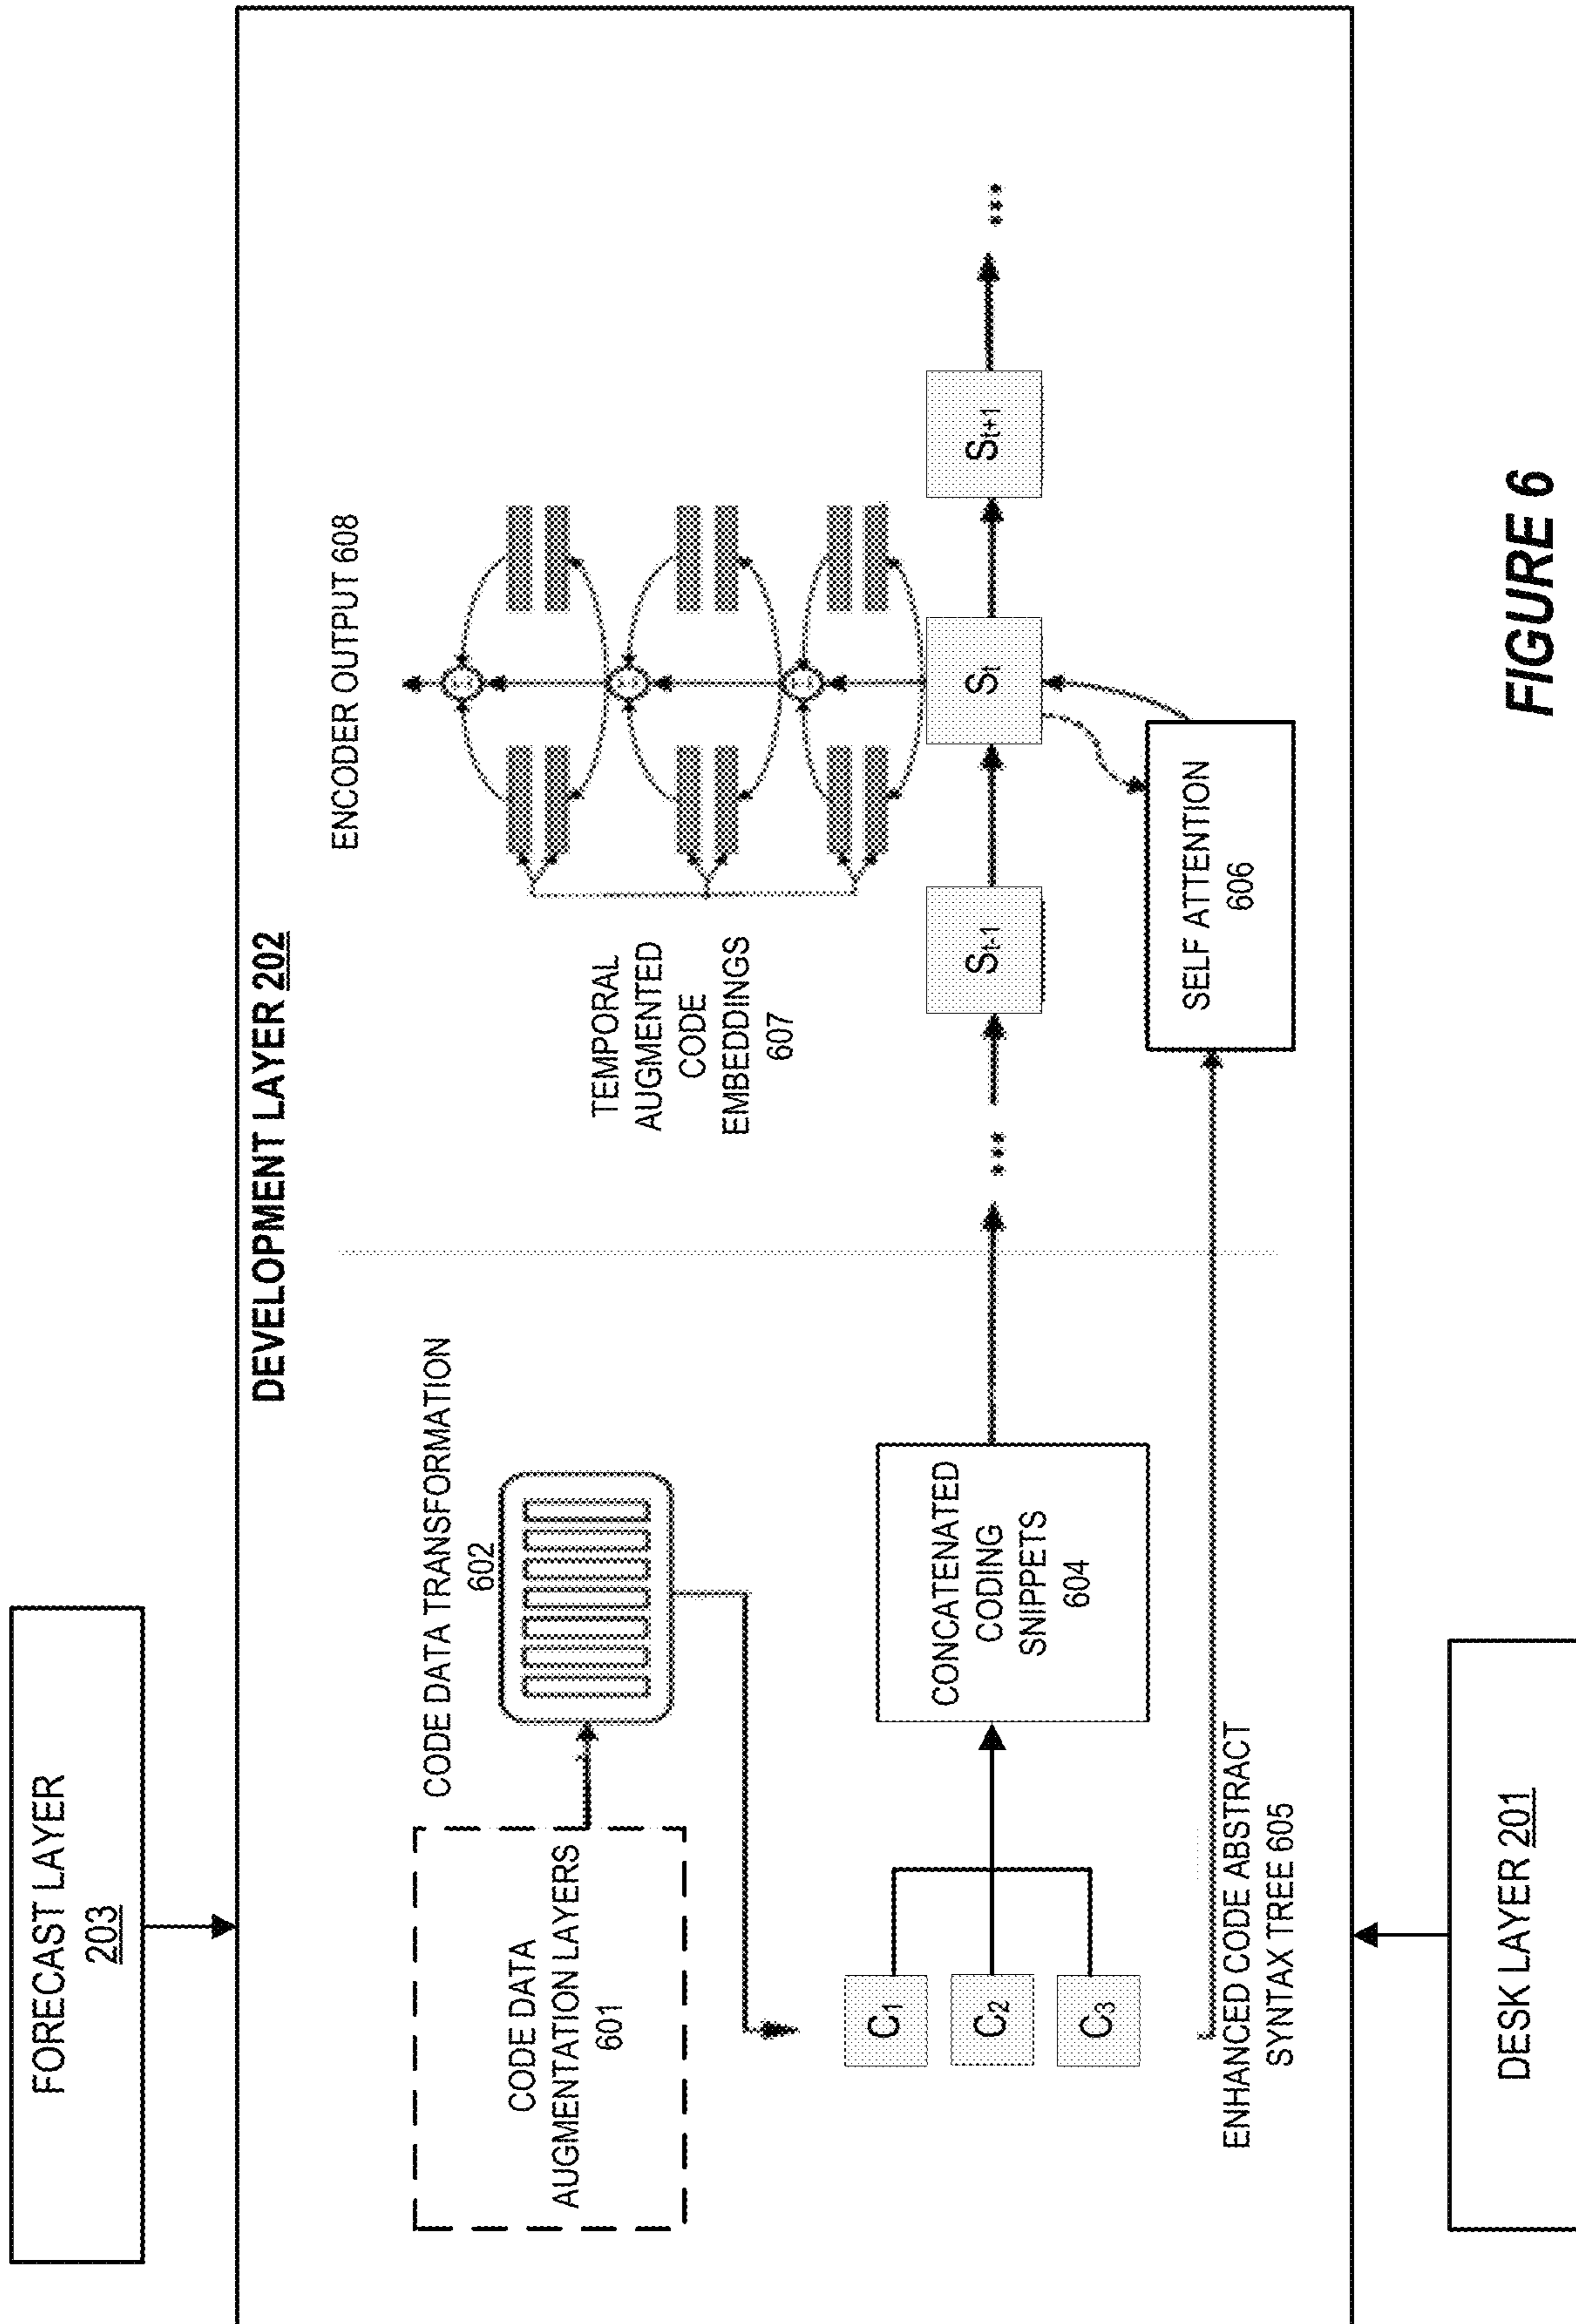 FORECAST LAYER
203
DEVELOPMENT LAYER 202
CODE DATA
AUGMENTATION LAYERS
601
CODE DATA TRANSFORMATION
602
ENCODER OUTPUT 608
TEMPORAL
AUGMENTED
CODE
EMBEDDINGS
607
C1
C2
C3
CONCATENATED
CODING
SNIPPETS
604
...
St-1
St
St+1
...
SELF ATTENTION
606
ENHANCED CODE ABSTRACT
SYNTAX TREE 605
DESK LAYER 201
FIGURE 6